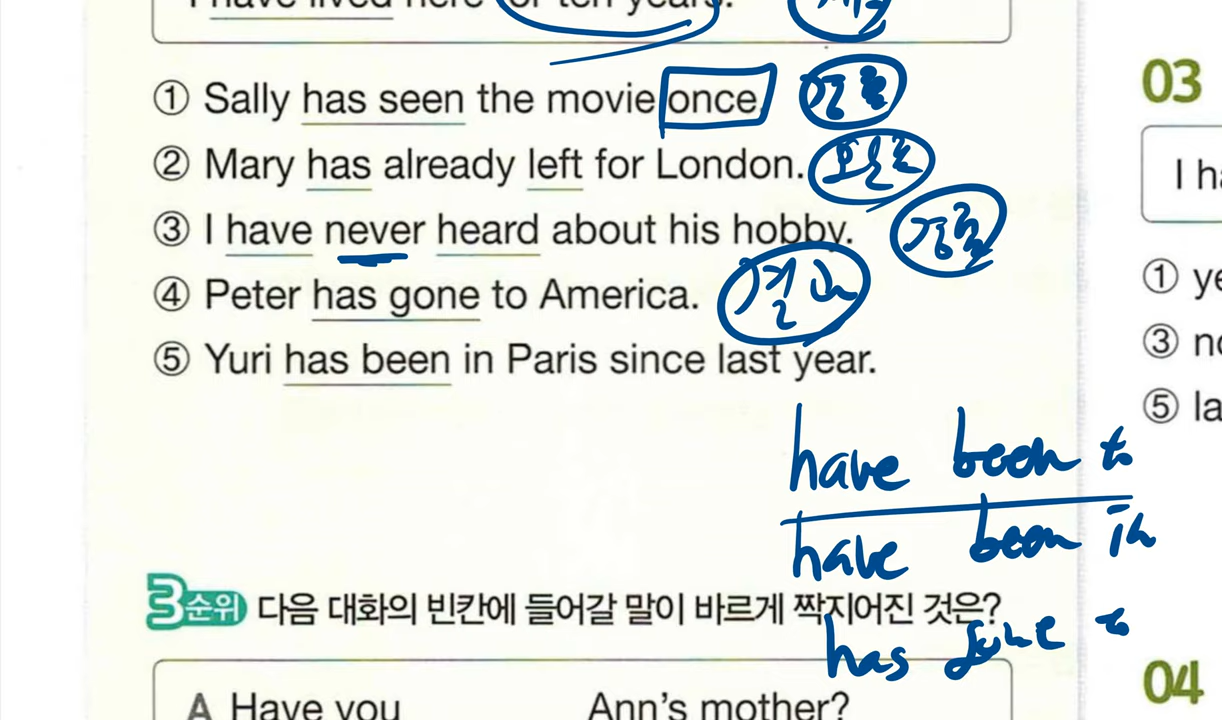 I have lived here for ten years. 계속
① Sally has seen the movie once. 경험
② Mary has already left for London. 완료
③ I have never heard about his hobby. 경험
④ Peter has gone to America. 결과
⑤ Yuri has been in Paris since last year.
have been to
have been in
has gone to
3순위 다음 대화의 빈칸에 들어갈 말이 바르게 짝지어진 것은?
A Have you Ann's mother?
03
I ha
① ye
③ no
⑤ la
04